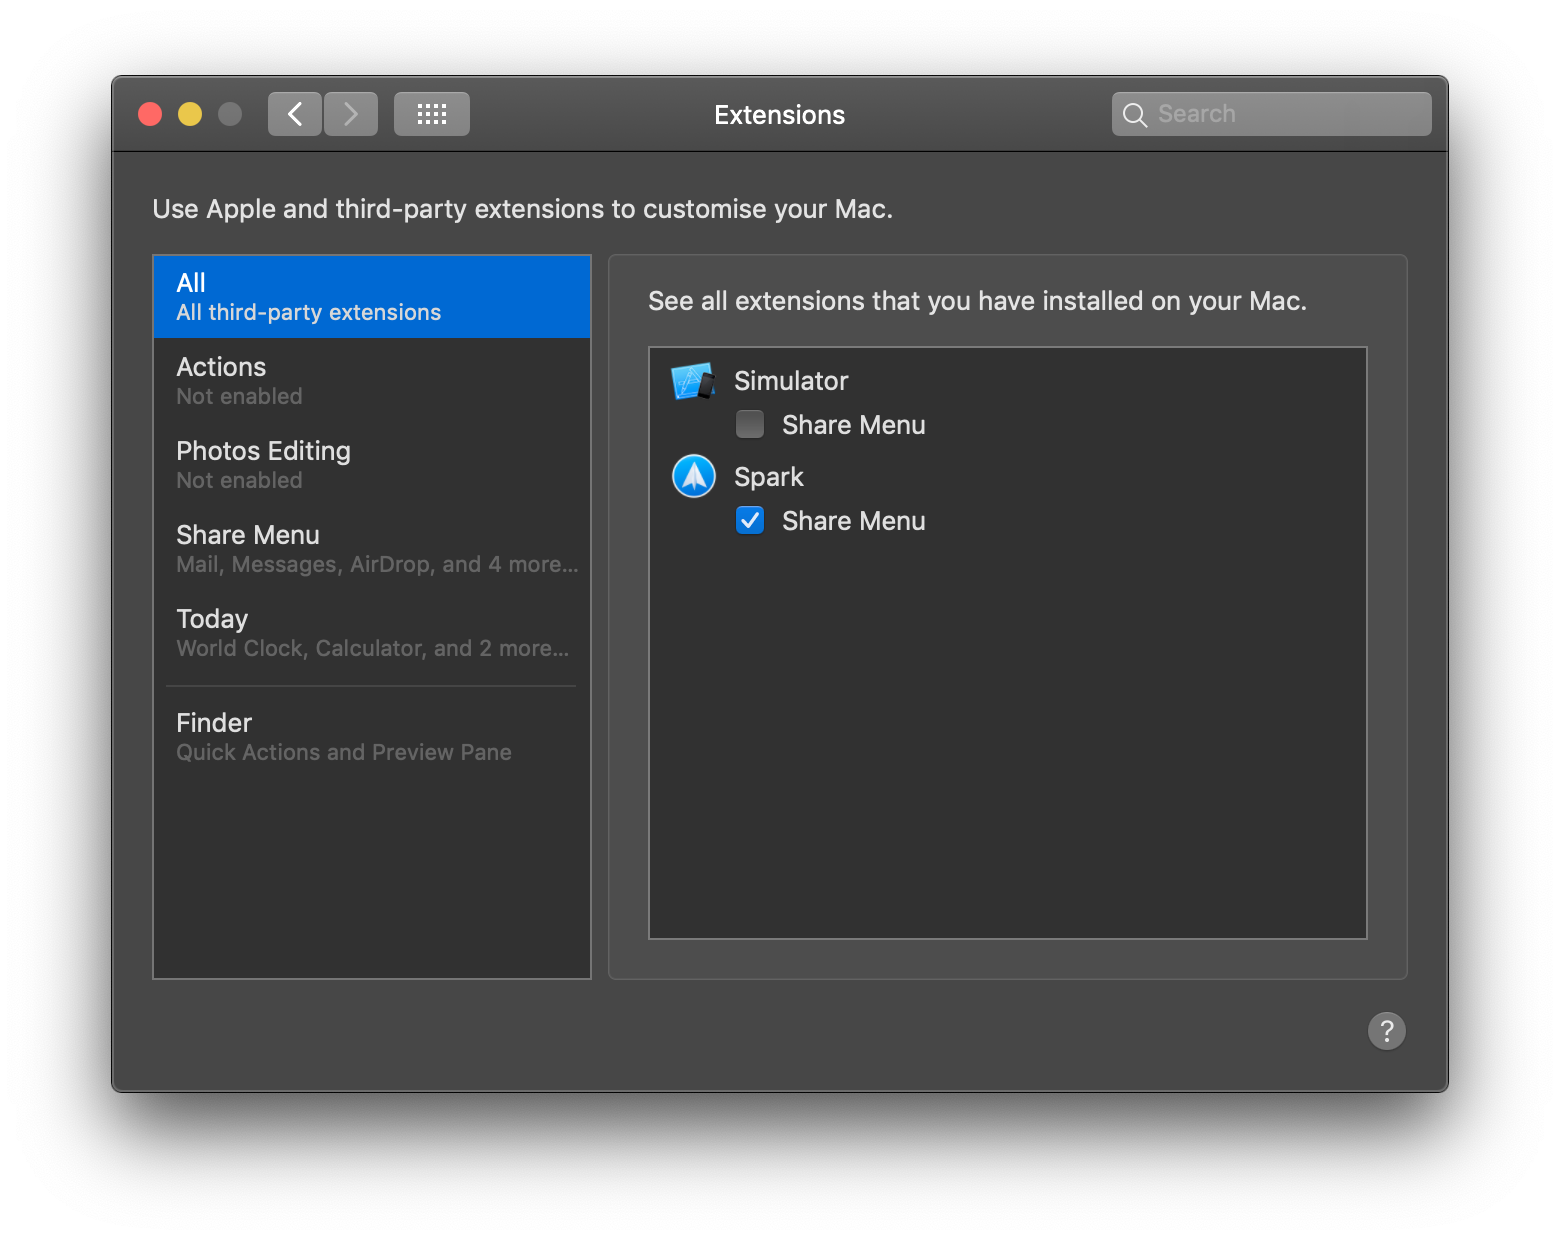 Extensions
Search
Use Apple and third-party extensions to customise your Mac.
All
All third-party extensions
Actions
Not enabled
Photos Editing
Not enabled
Share Menu
Mail, Messages, AirDrop, and 4 more...
Today
World Clock, Calculator, and 2 more...
Finder
Quick Actions and Preview Pane
See all extensions that you have installed on your Mac.
Simulator
Share Menu
Spark
Share Menu
?